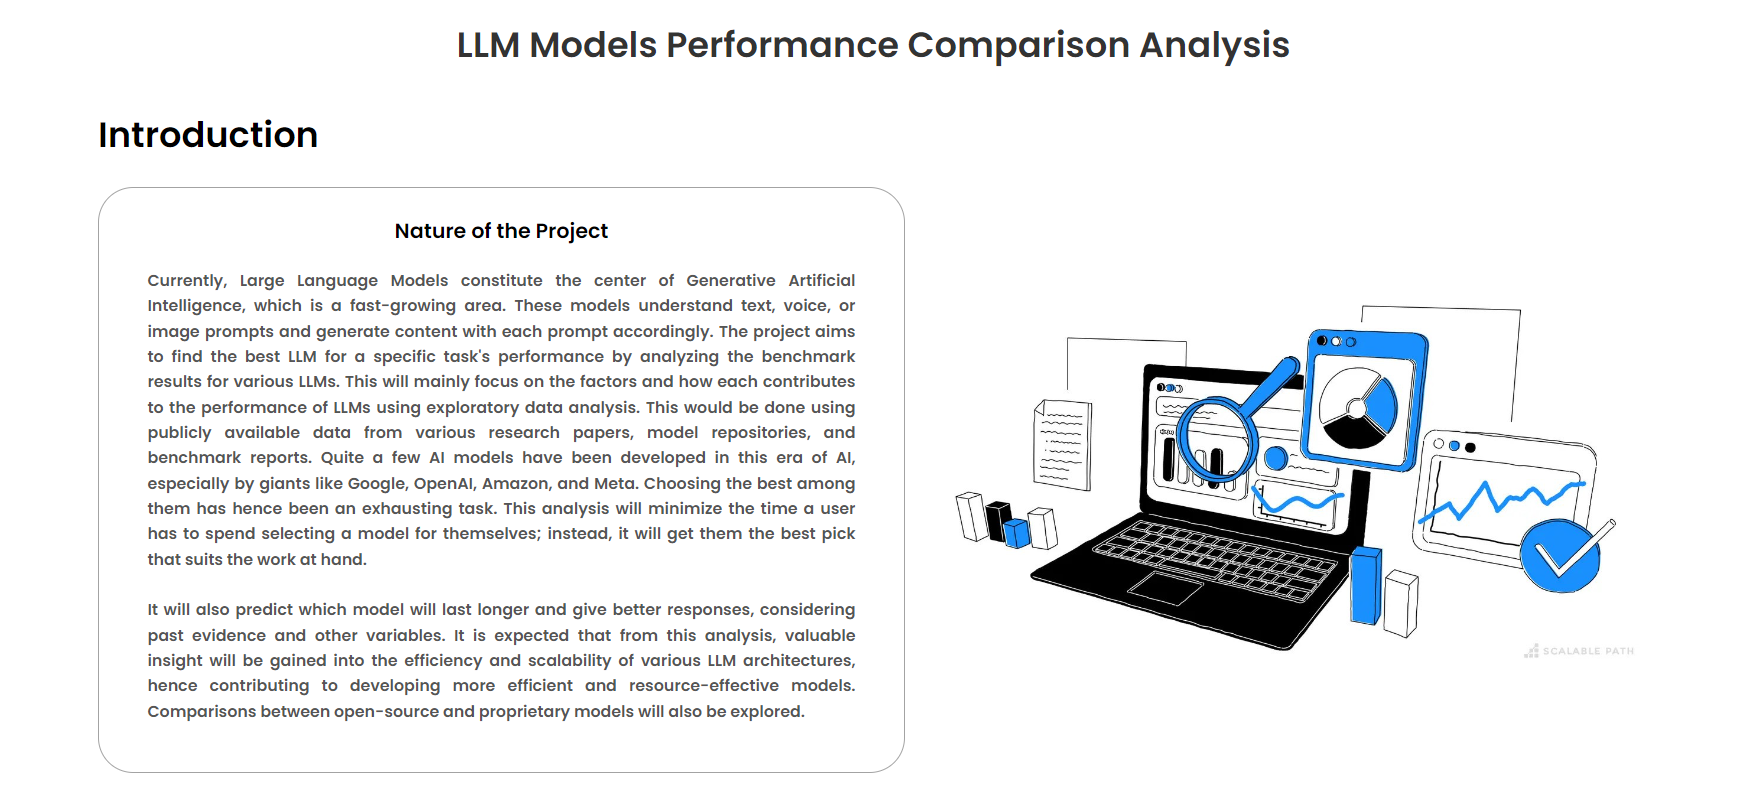 LLM Models Performance Comparison Analysis
Introduction
Nature of the Project
Currently, Large Language Models constitute the center of Generative Artificial
Intelligence, which is a fast-growing area. These models understand text, voice, or
image prompts and generate content with each prompt accordingly. The project aims
to find the best LLM for a specific task's performance by analyzing the benchmark
results for various LLMs. This will mainly focus on the factors and how each contributes
to the performance of LLMs using exploratory data analysis. This would be done using
publicly available data from various research papers, model repositories, and
benchmark reports. Quite a few AI models have been developed in this era of AI,
especially by giants like Google, OpenAI, Amazon, and Meta. Choosing the best among
them has hence been an exhausting task. This analysis will minimize the time a user
has to spend selecting a model for themselves; instead, it will get them the best pick
that suits the work at hand.
It will also predict which model will last longer and give better responses, considering
past evidence and other variables. It is expected that from this analysis, valuable
insight will be gained into the efficiency and scalability of various LLM architectures,
hence contributing to developing more efficient and resource-effective models.
Comparisons between open-source and proprietary models will also be explored.
SCALABLE PATH